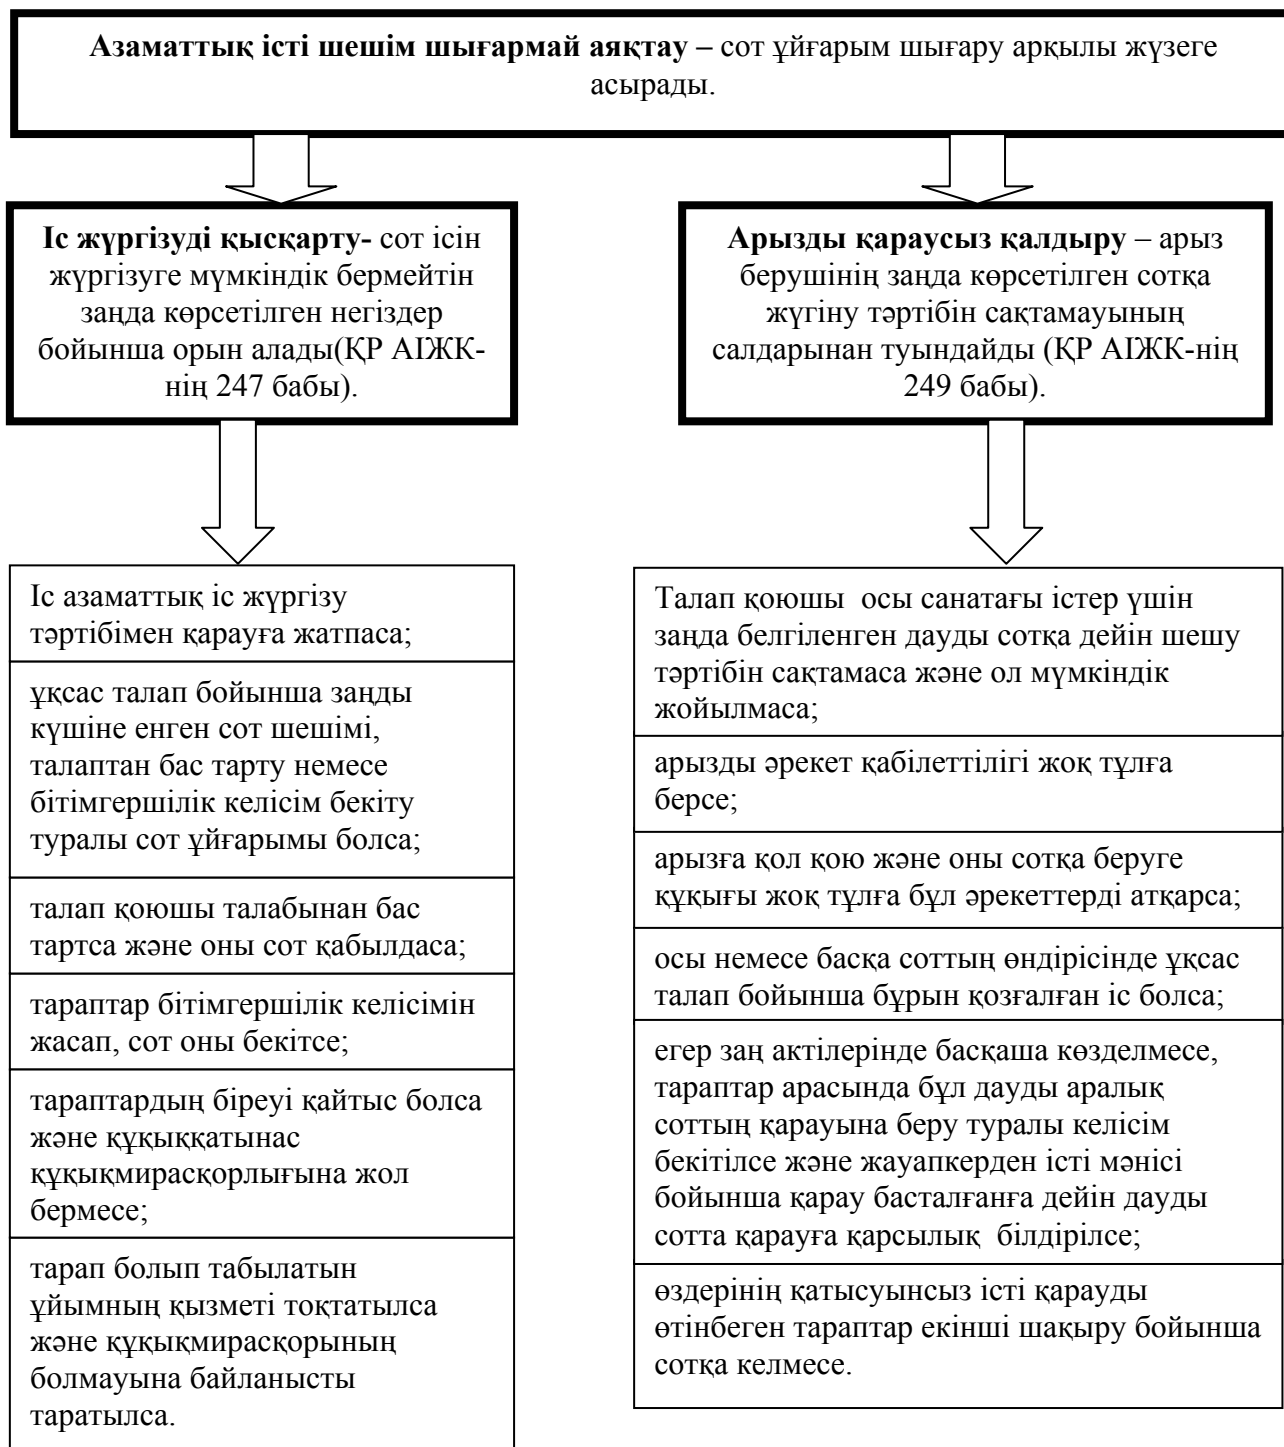 Азаматтық істі шешім шығармай аяқтау – сот ұйғарым шығару арқылы жүзеге
асырады.
Іс жүргізуді қысқарту- сот ісін
жүргізуге мүмкіндік бермейтін
заңда көрсетілген негіздер
бойынша орын алады(ҚР АІЖК-
нің 247 бабы).
Арызды қараусыз қалдыру – арыз
берушінің заңда көрсетілген сотқа
жүгіну тәртібін сақтамауының
салдарынан туындайды (ҚР АІЖК-нің
249 бабы).
Іс азаматтық іс жүргізу
тәртібімен қарауға жатпаса;
ұқсас талап бойынша заңды
күшіне енген сот шешімі,
талаптан бас тарту немесе
бітімгершілік келісім бекіту
туралы сот ұйғарымы болса;
талап қоюшы талабынан бас
тартса және оны сот қабылдаса;
тараптар бітімгершілік келісімін
жасап, сот оны бекітсе;
тараптардың біреуі қайтыс болса
және құқыққатынас
құқықмирасқорлығына жол
бермесе;
тарап болып табылатын
ұйымның қызметі тоқтатылса
және құқықмирасқорының
болмауына байланысты
таратылса.
Талап қоюшы осы санатағы істер үшін
заңда белгіленген дауды сотқа дейін шешу
тәртібін сақтамаса және ол мүмкіндік
жойылмаса;
арызды әрекет қабілеттілігі жоқ тұлға
берсе;
арызға қол қою және оны сотқа беруге
құқығы жоқ тұлға бұл әрекеттерді атқарса;
осы немесе басқа соттың өндірісінде ұқсас
талап бойынша бұрын қозғалған іс болса;
егер заң актілерінде басқаша көзделмесе,
тараптар арасында бұл дауды аралық
соттың қарауына беру туралы келісім
бекітілсе және жауапкерден істі мәнісі
бойынша қарау басталғанға дейін дауды
сотта қарауға қарсылық білдірілсе;
өздерінің қатысуынсыз істі қарауды
өтінбеген тараптар екінші шақыру бойынша
сотқа келмесе.